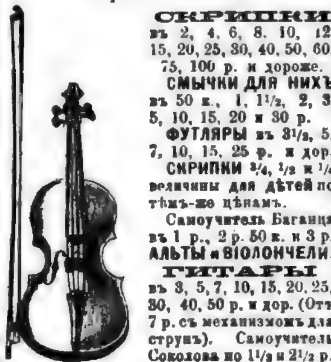 СКРИПКИ
въ 2, 4, 6, 8, 10, 12
15, 20, 25, 30, 40, 50, 60
75, 100 р. и дороже.
СМЫЧКИ ДЛЯ НИХЪ
въ 50 к., 1, 1½, 2, 3
5, 10, 15, 20 и 30 р.
ФУТЛЯРЫ въ 3½, 5,
7, 10, 15, 25 р. и дор.
СКРИПКИ ¾, ½ и ¼
величины для дѣтей по
тѣмъ-же цѣнамъ.
Самоучитель Баганца
въ 1 р., 2 р. 50 к. и 3 р.
АЛЬТЫ и ВІОЛОНЧЕЛИ.
ГИТАРЫ
въ 3, 5, 7, 10, 15, 20, 25,
30, 40, 50 р. и дор. (Отъ
7 р. съ механизмомъ для
струнъ). Самоучитель
Соколова по 1½ и 2½ р.